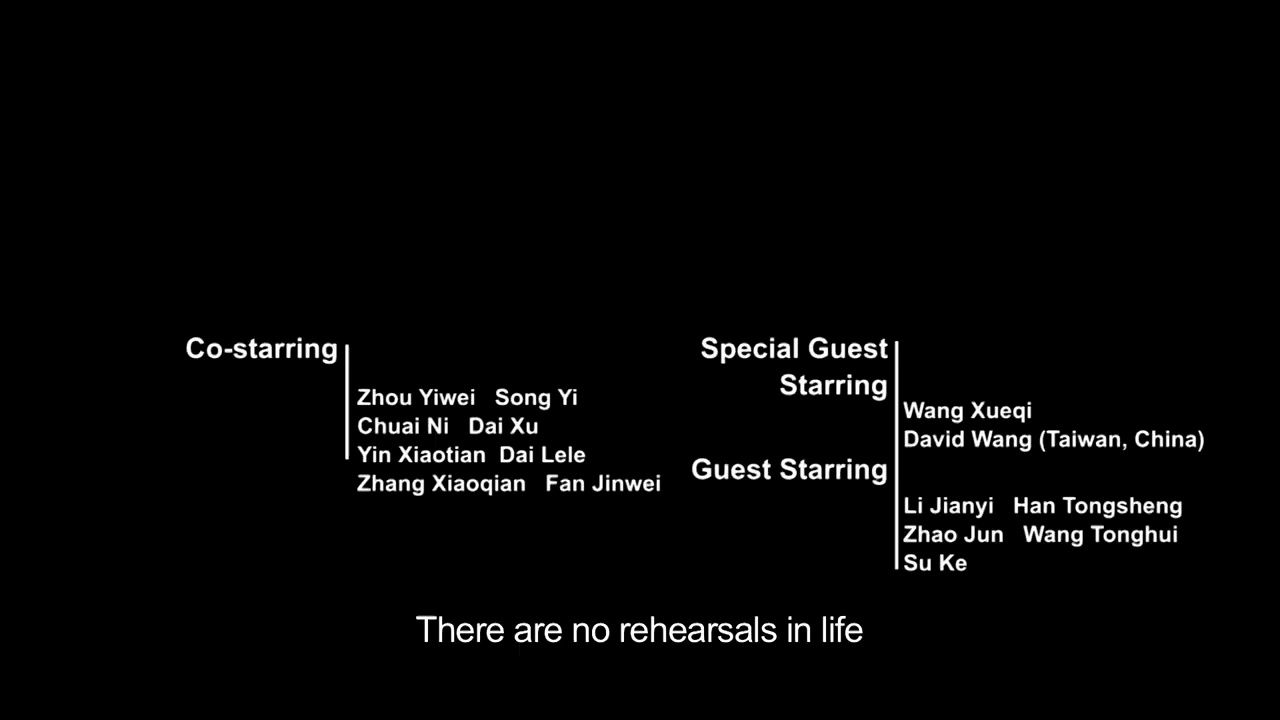 Co-starring
Zhou Yiwei Song Yi
Chuai Ni Dai Xu
Yin Xiaotian Dai Lele
Zhang Xiaoqian Fan Jinwei
Special Guest
Starring
Wang Xueqi
David Wang (Taiwan, China)
Guest Starring
Li Jianyi Han Tongsheng
Zhao Jun Wang Tonghui
Su Ke
There are no rehearsals in life